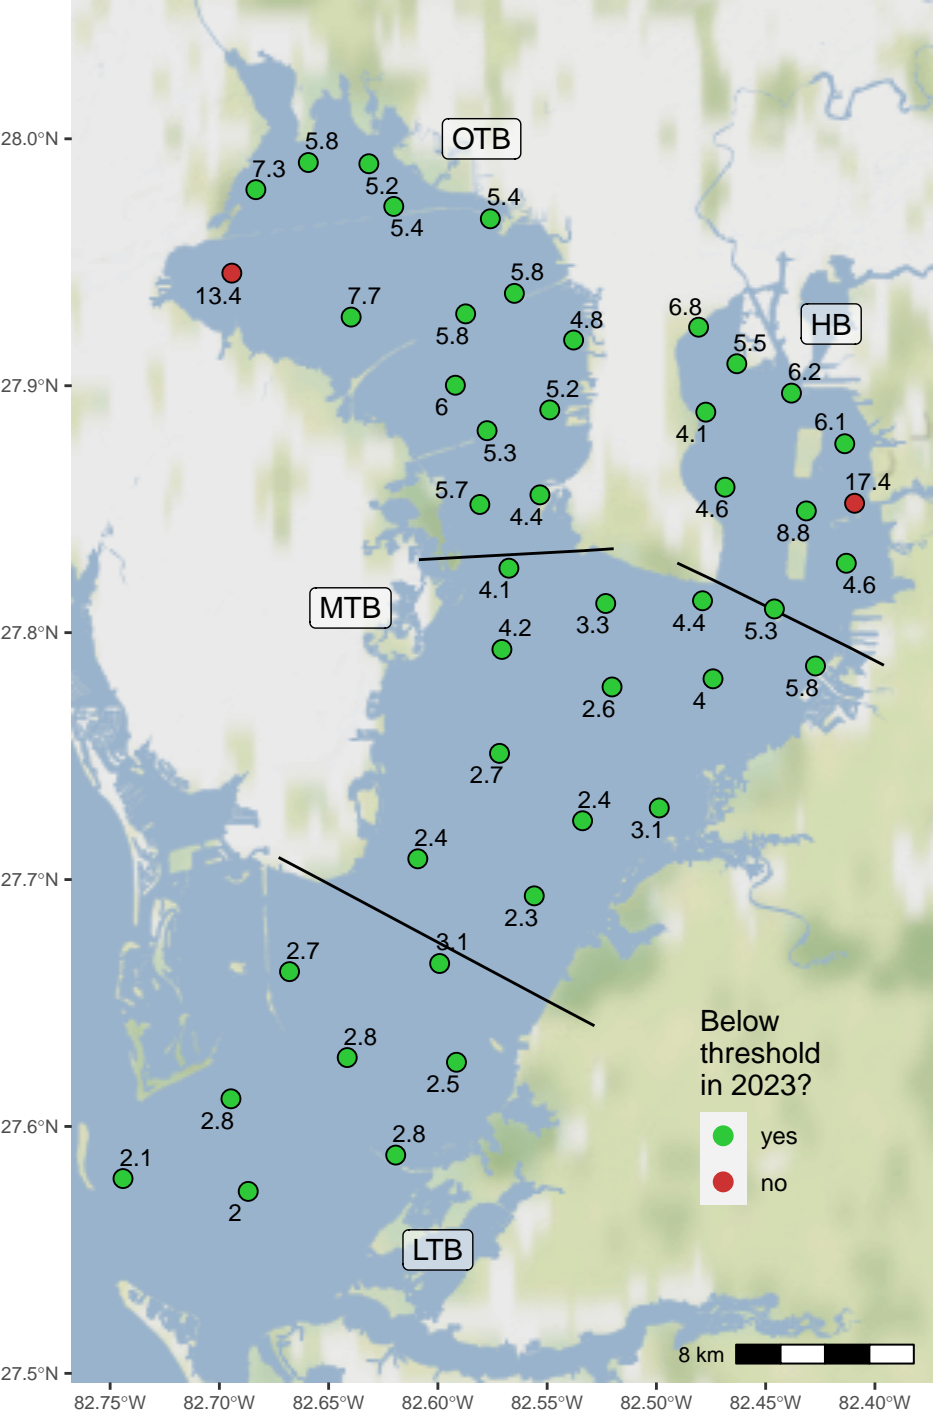 28.0°N
5.8
OTB
7.3
5.2
5.4
5.4
5.8
13.4
7.7
4.8
6.8
HB
5.8
5.5
6.2
27.9°N
5.2
6
4.1
6.1
5.3
17.4
5.7
4.6
4.4
8.8
4.1
4.6
MTB
3.3
4.4
5.3
27.8°N
4.2
5.8
2.6
4
2.7
2.4
3.1
2.4
27.7°N
2.3
3.1
2.7
Below
threshold
in 2023?
2.8
2.5
2.8
27.6°N
2.8
yes
2.1
no
2
LTB
8 km
27.5°N
82.75°W 82.70°W 82.65°W 82.60°W 82.55°W 82.50°W 82.45°W 82.40°W